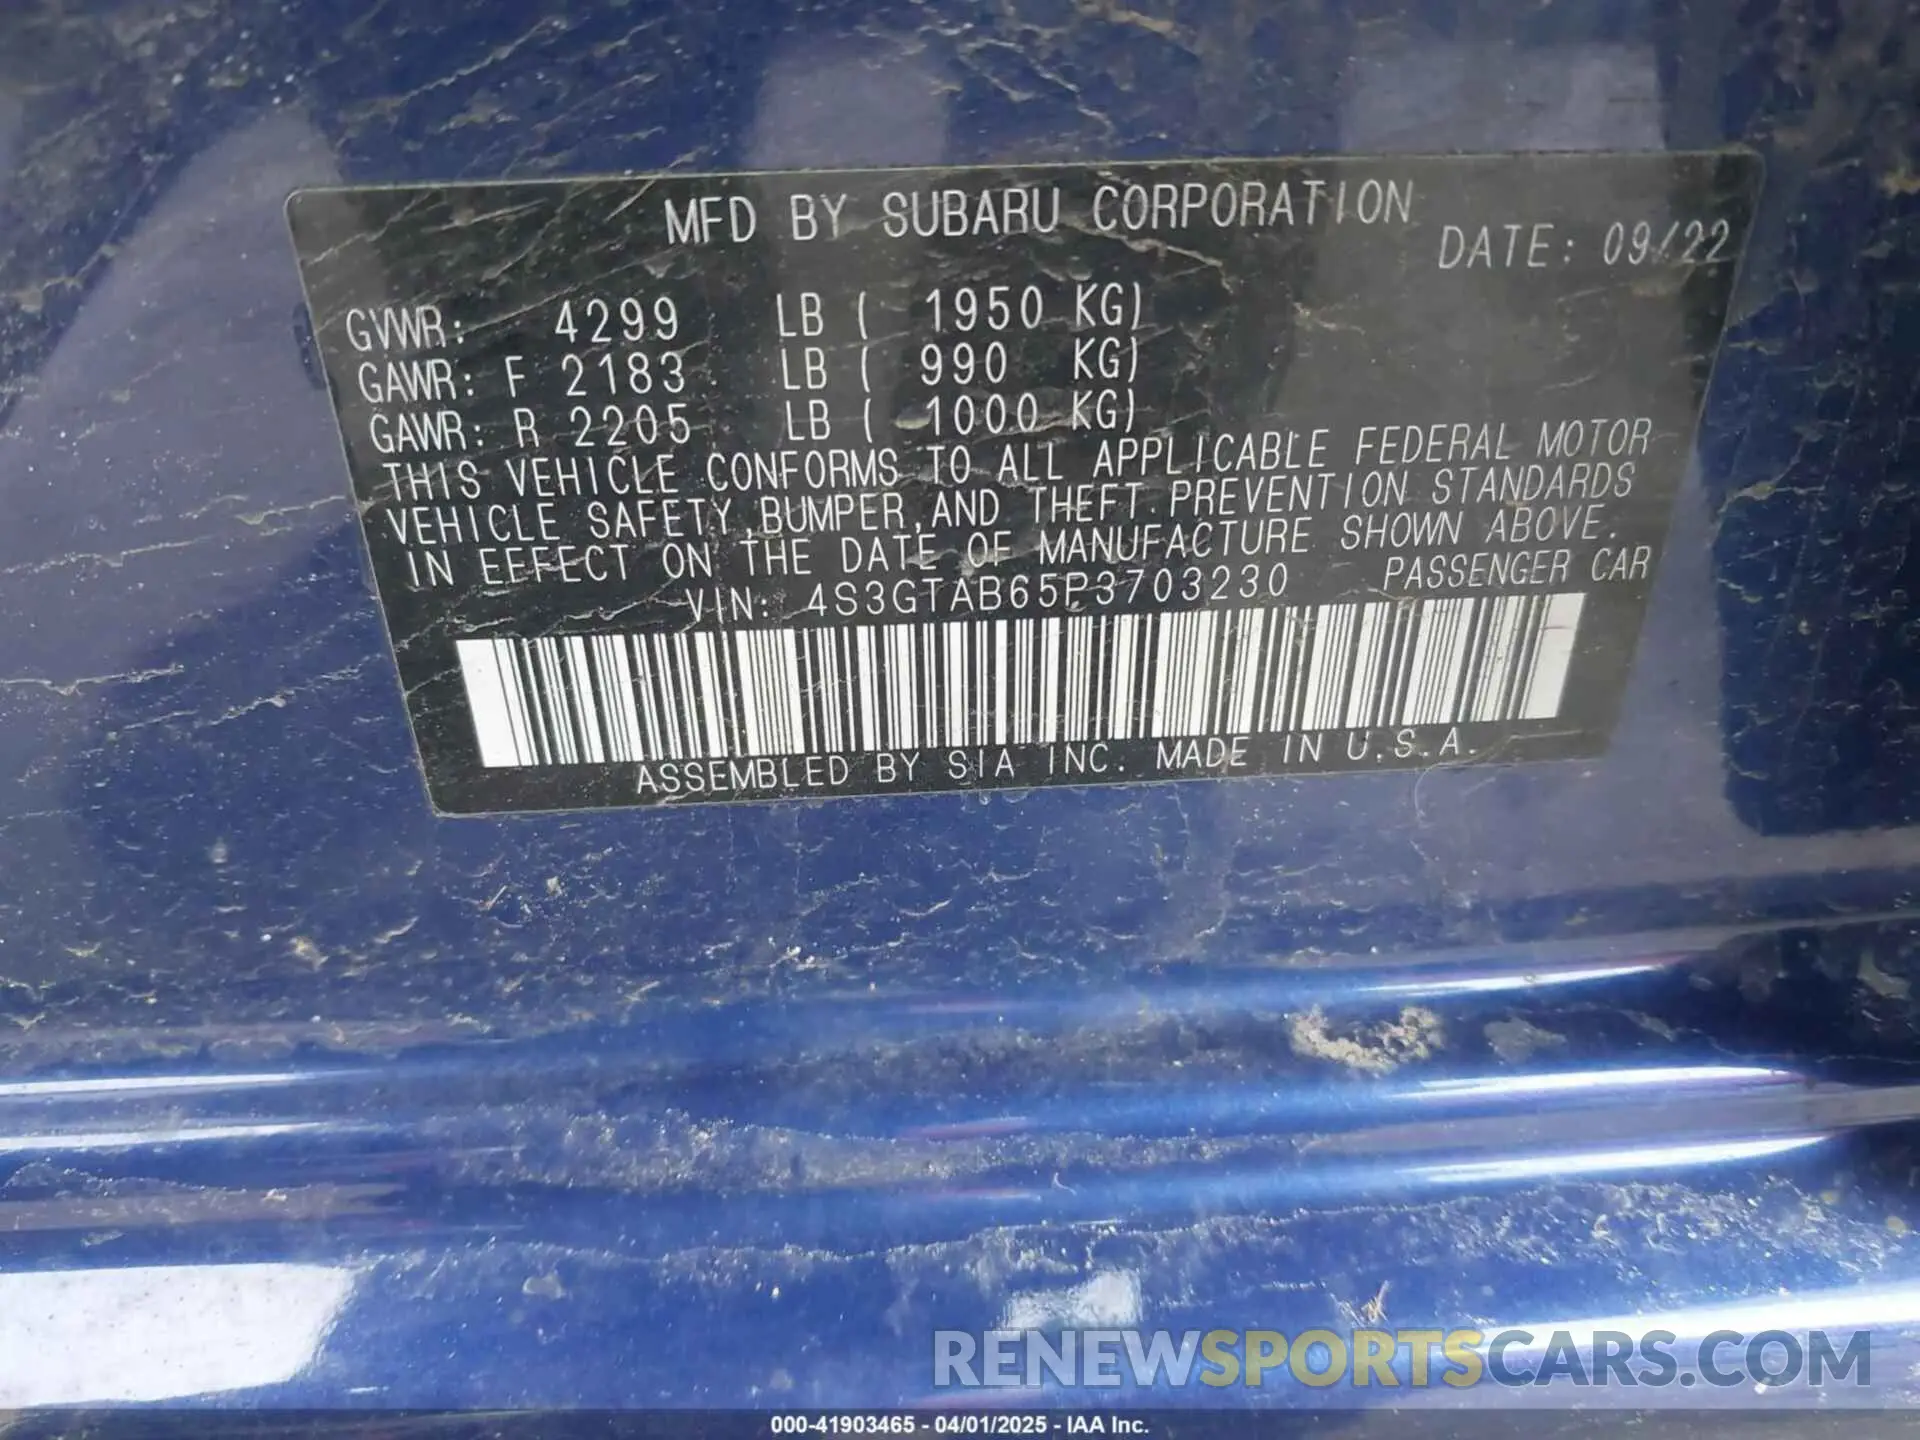 MFD BY SUBARU CORPORATION
DATE: 09/22
GVWR: 4299 LB ( 1950 KG)
GAWR: F 2183 LB ( 990 KG)
GAWR: R 2205 LB ( 1000 KG)
THIS VEHICLE CONFORMS TO ALL APPLICABLE FEDERAL MOTOR
VEHICLE SAFETY,BUMPER,AND THEFT PREVENTION STANDARDS
IN EFFECT ON THE DATE OF MANUFACTURE SHOWN ABOVE.
VIN: 4S3GTAB65P3703230 PASSENGER CAR
ASSEMBLED BY SIA INC. MADE IN U.S.A.
RENEWSPORTSCARS.COM
000-41903465 - 04/01/2025 - IAA Inc.